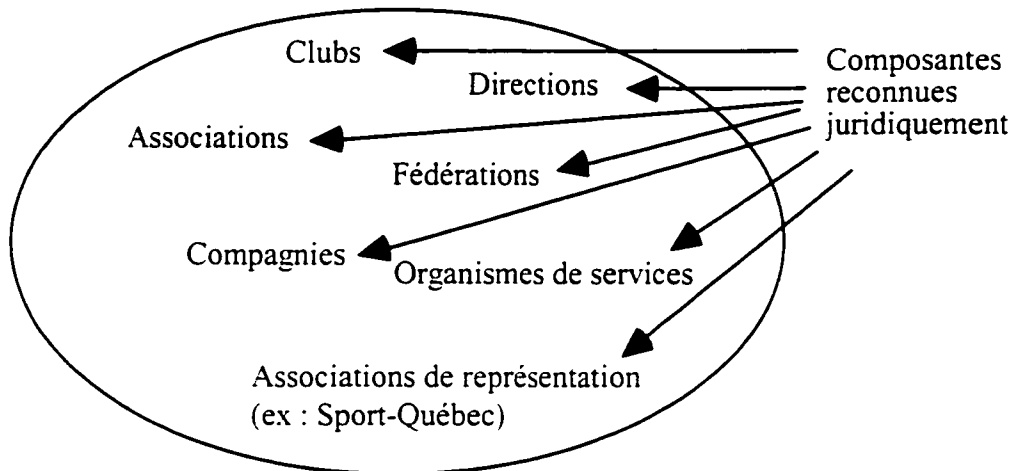 Clubs
Directions
Associations
Fédérations
Compagnies
Organismes de services
Associations de représentation
(ex : Sport-Québec)
Composantes
reconnues
juridiquement